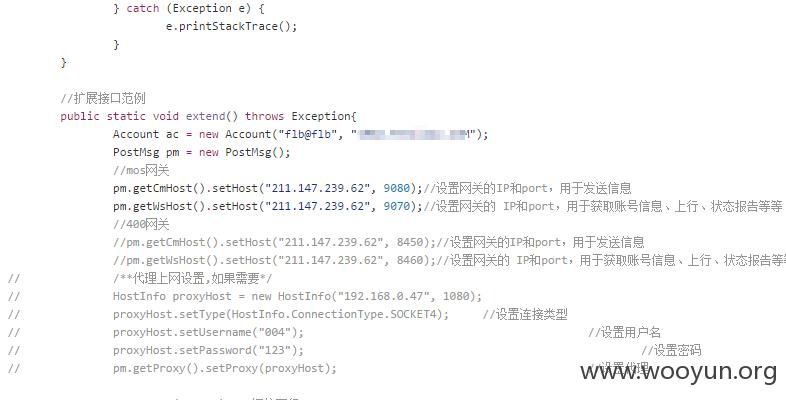 } catch (Exception e) {
e.printStackTrace();
}
}
//扩展接口范例
public static void extend() throws Exception{
Account ac = new Account("flb@flb", "");
PostMsg pm = new PostMsg();
//mos网关
pm.getCmHost().setHost("211.147.239.62", 9080);//设置网关的IP和port，用于发送信息
pm.getWsHost().setHost("211.147.239.62", 9070);//设置网关的 IP和port，用于获取账号信息、上行、状态报告等等
//400网关
//pm.getCmHost().setHost("211.147.239.62", 8450);//设置网关的IP和port，用于发送信息
//pm.getWsHost().setHost("211.147.239.62", 8460);//设置网关的 IP和port，用于获取账号信息、上行、状态报告等
// /**代理上网设置,如果需要*/
// HostInfo proxyHost = new HostInfo("192.168.0.47", 1080);
// proxyHost.setType(HostInfo.ConnectionType.SOCKET4); //设置连接类型
// proxyHost.setUsername("004"); //设置用户名
// proxyHost.setPassword("123"); //设置密码
// pm.getProxy().setProxy(proxyHost); //设置代理
www.wooyun.org